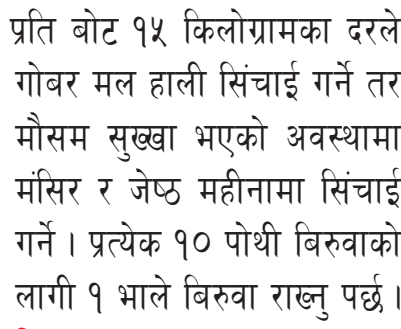 प्रति बोट १५ किलोग्रामका दरले
गोबर मल हाली सिंचाई गर्ने तर
मौसम सुख्खा भएको अवस्थामा
मंसिर र जेष्ठ महीनामा सिंचाई
गर्ने । प्रत्येक १० पोथी बिरुवाको
लागी १ भाले बिरुवा राख्नु पर्छ ।